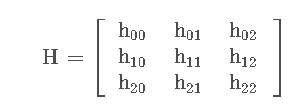 h₀₀ h₀₁ h₀₂
H = h₁₀ h₁₁ h₁₂
h₂₀ h₂₁ h₂₂